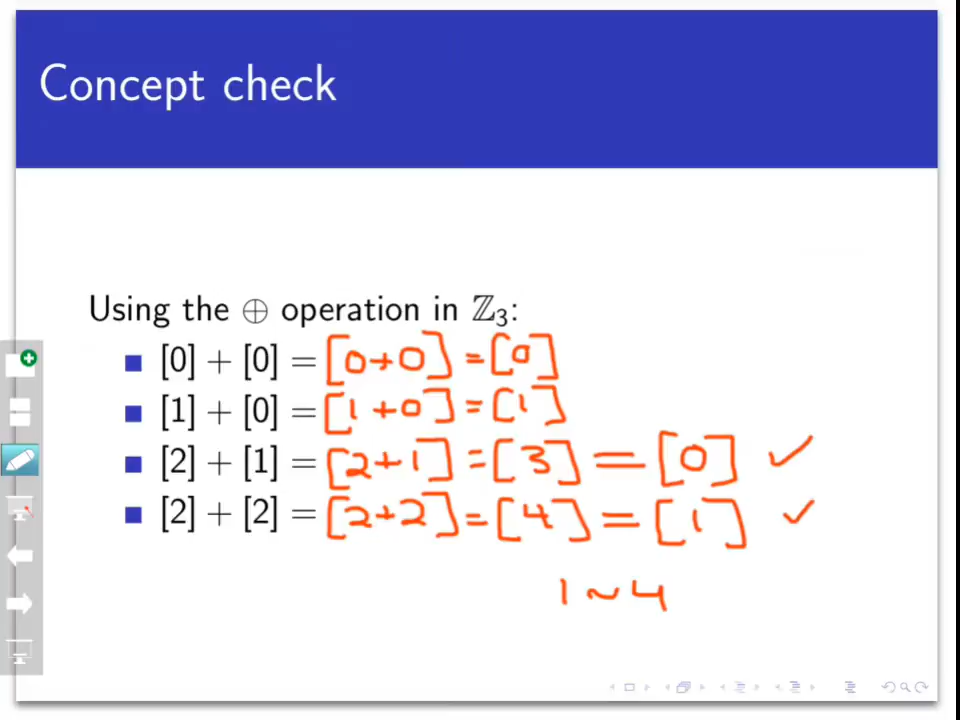 Concept check
Using the ⊕ operation in ℤ₃:
[0] + [0] = [0+0] = [0]
[1] + [0] = [1+0] = [1]
[2] + [1] = [2+1] = [3] = [0] ✓
[2] + [2] = [2+2] = [4] = [1] ✓
1 ~ 4